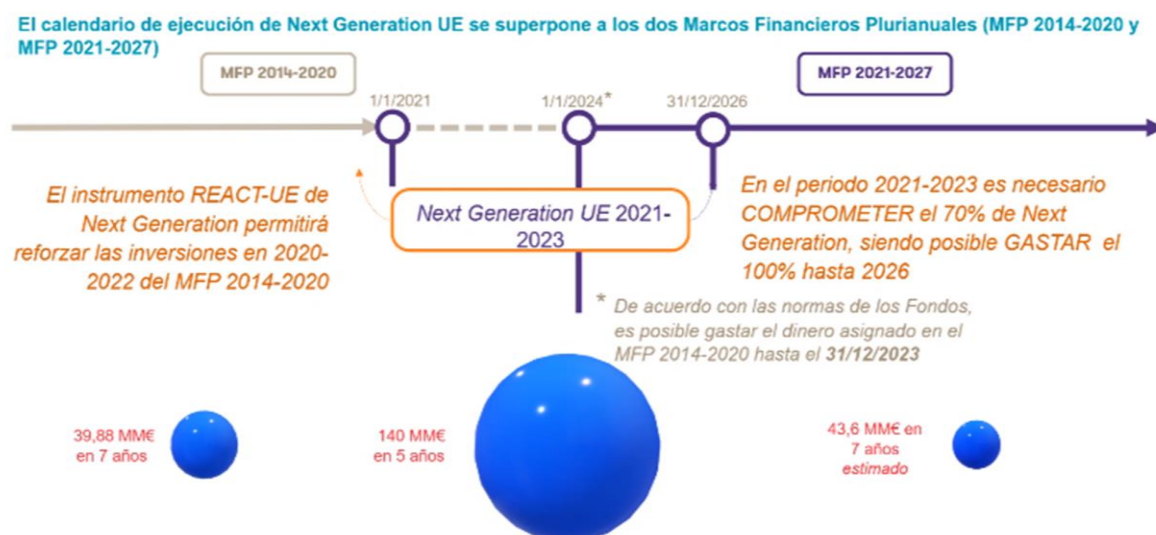 El calendario de ejecución de Next Generation UE se superpone a los dos Marcos Financieros Plurianuales (MFP 2014-2020 y
MFP 2021-2027)
MFP 2014-2020
MFP 2021-2027
1/1/2021
1/1/2024*
31/12/2026
El instrumento REACT-UE de
Next Generation permitirá
reforzar las inversiones en 2020-
2022 del MFP 2014-2020
Next Generation UE 2021-
2023
En el periodo 2021-2023 es necesario
COMPROMETER el 70% de Next
Generation, siendo posible GASTAR el
100% hasta 2026
* De acuerdo con las normas de los Fondos,
es posible gastar el dinero asignado en el
MFP 2014-2020 hasta el 31/12/2023
39,88 MM€
en 7 años
140 MM€
en 5 años
43,6 MM€ en
7 años
estimado